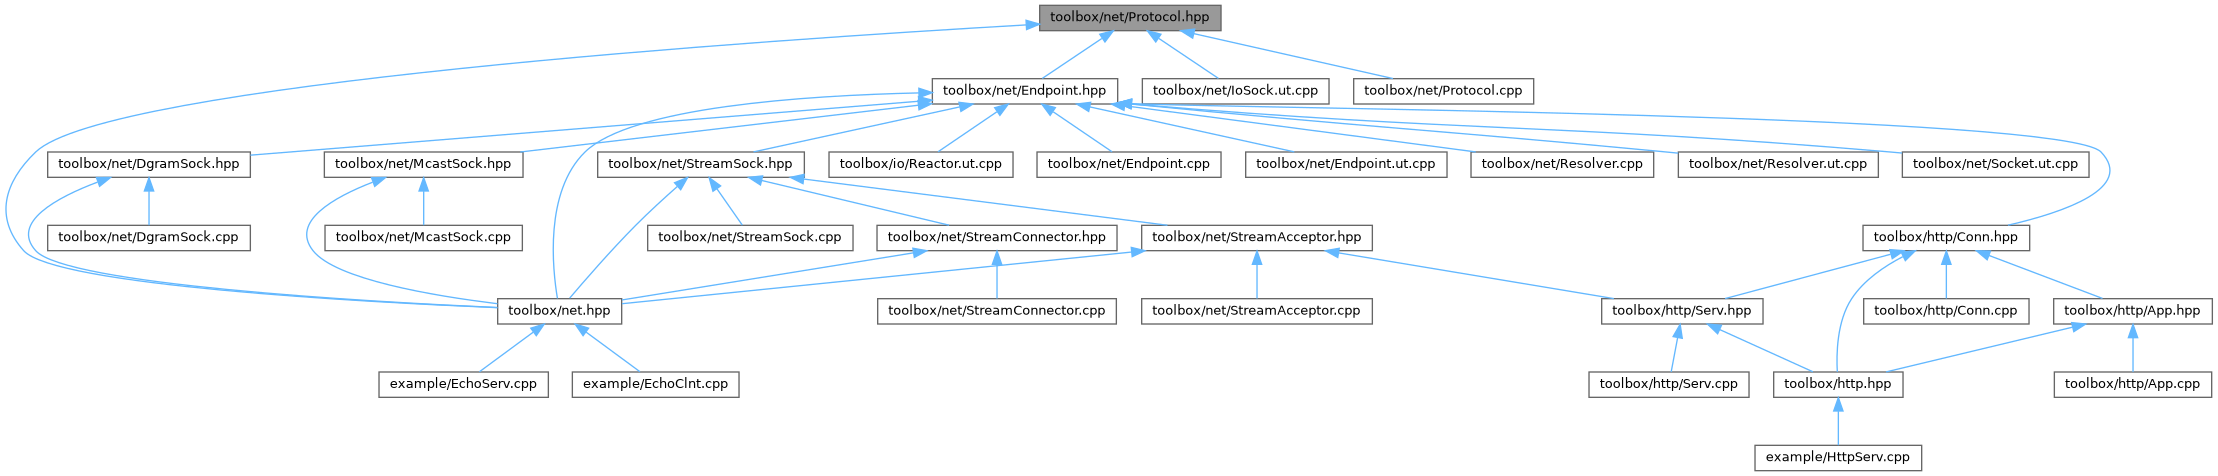 toolbox/net/Protocol.hpp
toolbox/net/Endpoint.hpp
toolbox/net/IoSock.ut.cpp
toolbox/net/Protocol.cpp
toolbox/net/DgramSock.hpp
toolbox/net/McastSock.hpp
toolbox/net/StreamSock.hpp
toolbox/io/Reactor.ut.cpp
toolbox/net/Endpoint.cpp
toolbox/net/Endpoint.ut.cpp
toolbox/net/Resolver.cpp
toolbox/net/Resolver.ut.cpp
toolbox/net/Socket.ut.cpp
toolbox/net/DgramSock.cpp
toolbox/net/McastSock.cpp
toolbox/net/StreamSock.cpp
toolbox/net/StreamConnector.hpp
toolbox/net/StreamAcceptor.hpp
toolbox/http/Conn.hpp
toolbox/net.hpp
toolbox/net/StreamConnector.cpp
toolbox/net/StreamAcceptor.cpp
toolbox/http/Serv.hpp
toolbox/http/Conn.cpp
toolbox/http/App.hpp
example/EchoServ.cpp
example/EchoClnt.cpp
toolbox/http/Serv.cpp
toolbox/http.hpp
toolbox/http/App.cpp
example/HttpServ.cpp